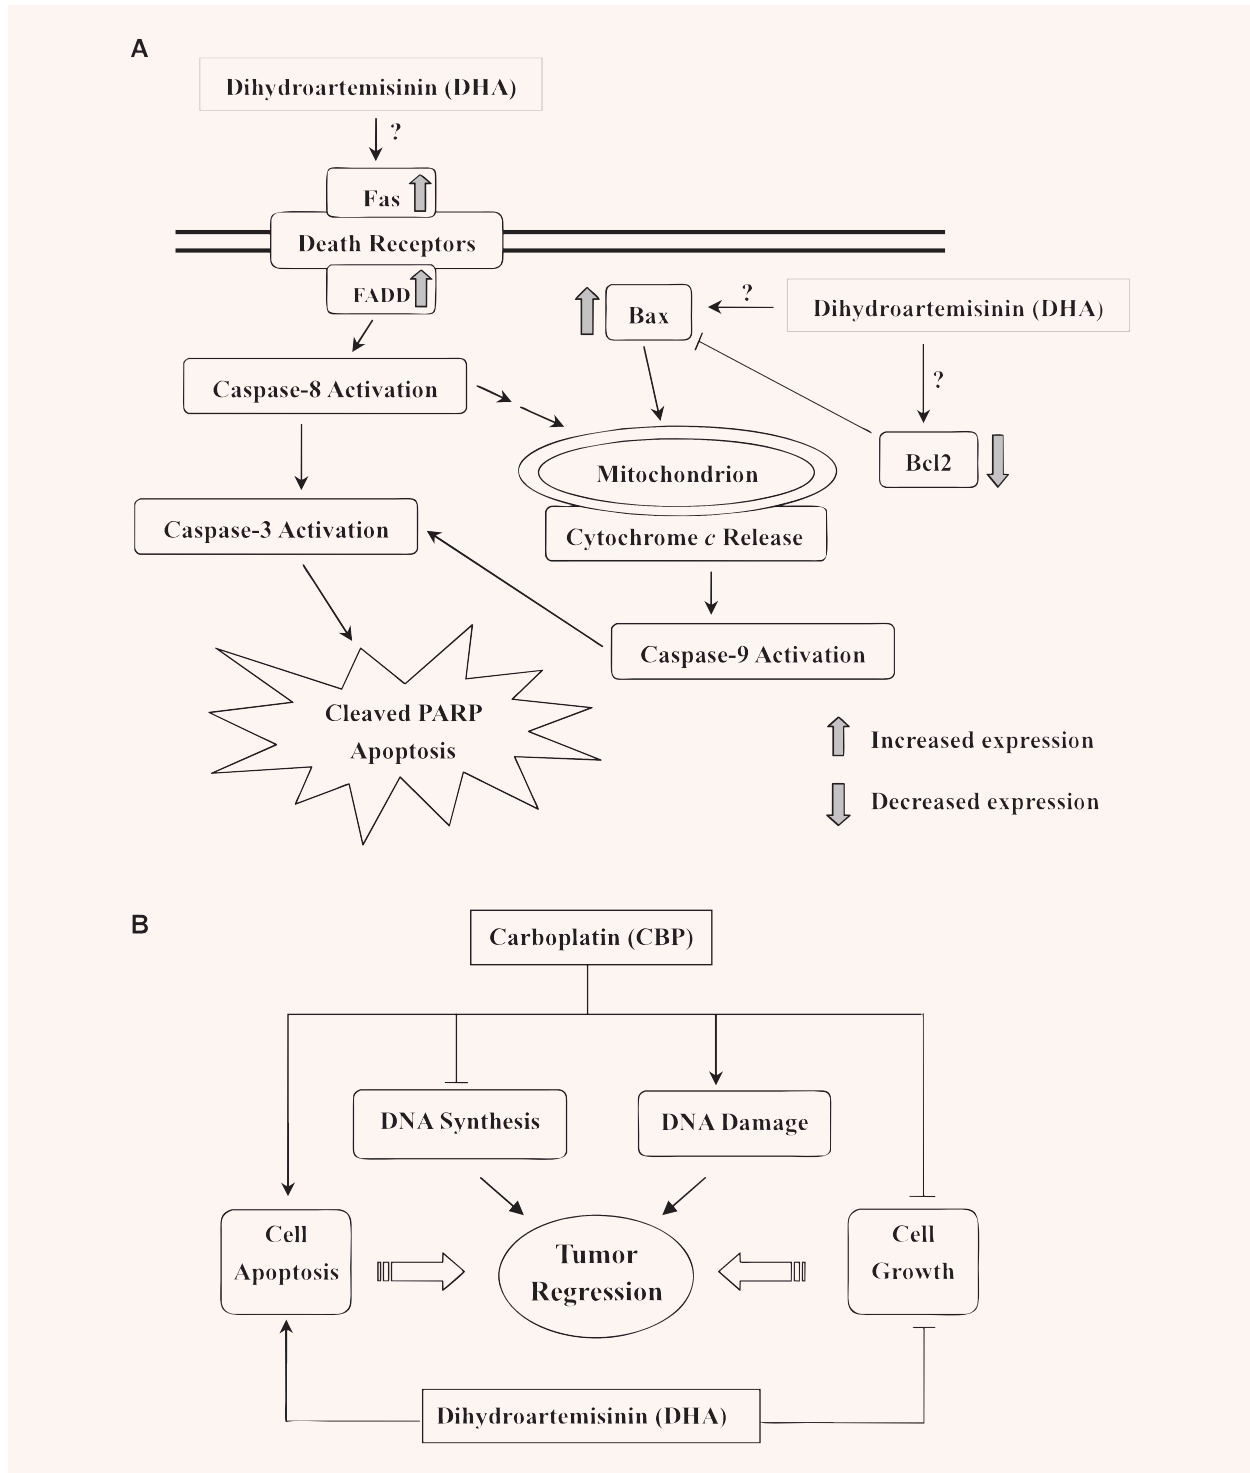 A
Dihydroartemisinin (DHA)
?
Fas
Death Receptors
FADD
Bax
?
Dihydroartemisinin (DHA)
?
Caspase-8 Activation
Bcl2
Mitochondrion
Caspase-3 Activation
Cytochrome c Release
Caspase-9 Activation
Cleaved PARP
Apoptosis
Increased expression
Decreased expression
B
Carboplatin (CBP)
DNA Synthesis
DNA Damage
Cell
Apoptosis
Tumor
Regression
Cell
Growth
Dihydroartemisinin (DHA)